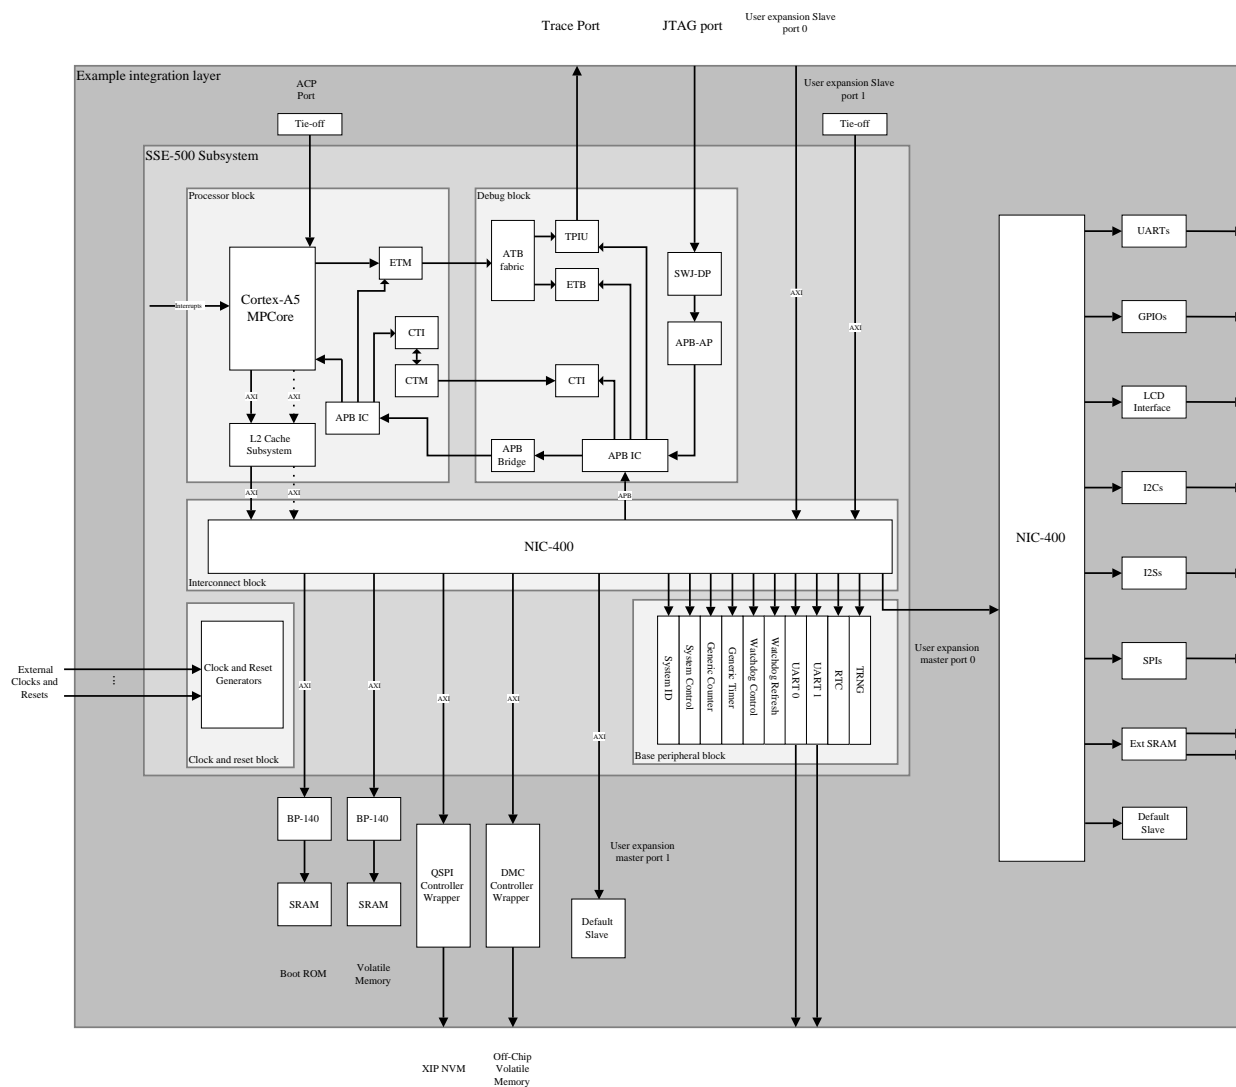 Trace Port
JTAG port
User expansion Slave
port 0
Example integration layer
ACP
Port
User expansion Slave
port 1
Tie-off
Tie-off
SSE-500 Subsystem
Processor block
Debug block
Cortex-A5
MPCore
ETM
ATB
fabric
TPIU
ETB
SWJ-DP
APB-AP
Interrupts
CTI
CTM
CTI
AXI
AXI
AXI
AXI
APB IC
L2 Cache
Subsystem
APB
Bridge
APB IC
AXI
AXI
APB
NIC-400
Interconnect block
NIC-400
UARTs
GPIOs
LCD
Interface
I2Cs
I2Ss
SPIs
Ext SRAM
Default
Slave
External
Clocks and
Resets
...
Clock and Reset
Generators
Clock and reset block
AXI
AXI
AXI
AXI
AXI
System ID
System Control
Generic Counter
Generic Timer
Watchdog Control
Watchdog Refresh
UART 0
UART 1
RTC
TRNG
Base peripheral block
User expansion
master port 0
BP-140
BP-140
SRAM
SRAM
QSPI
Controller
Wrapper
DMC
Controller
Wrapper
User expansion
master port 1
Default
Slave
Boot ROM
Volatile
Memory
XIP NVM
Off-Chip
Volatile
Memory